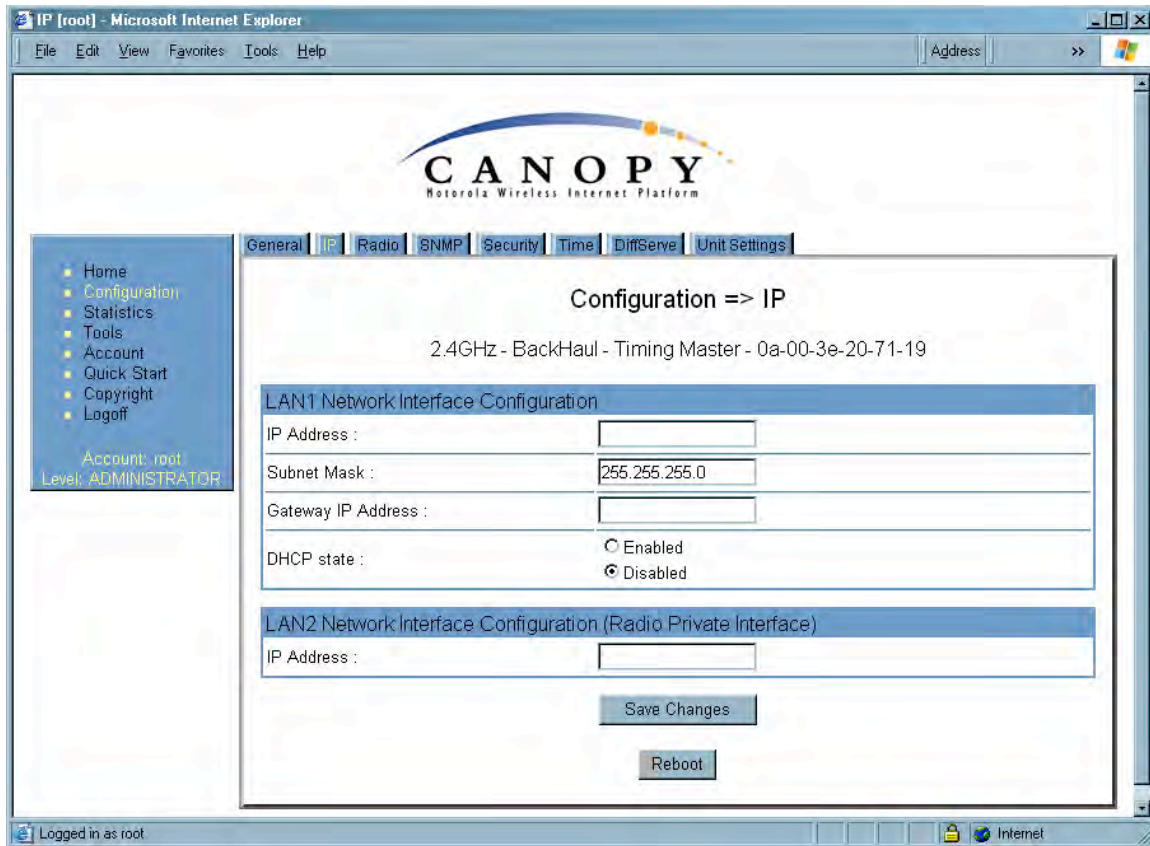 IP [root] - Microsoft Internet Explorer
File Edit View Favorites Tools Help
Address »
CANOPY
Motorola Wireless Internet Platform
General IP Radio SNMP Security Time DiffServe Unit Settings
Home
Configuration
Statistics
Tools
Account
Quick Start
Copyright
Logoff
Account: root
Level: ADMINISTRATOR
Configuration => IP
2.4GHz - BackHaul - Timing Master - 0a-00-3e-20-71-19
LAN1 Network Interface Configuration
IP Address :
Subnet Mask : 255.255.255.0
Gateway IP Address :
DHCP state :
Enabled
Disabled
LAN2 Network Interface Configuration (Radio Private Interface)
IP Address :
Save Changes
Reboot
Logged in as root
Internet